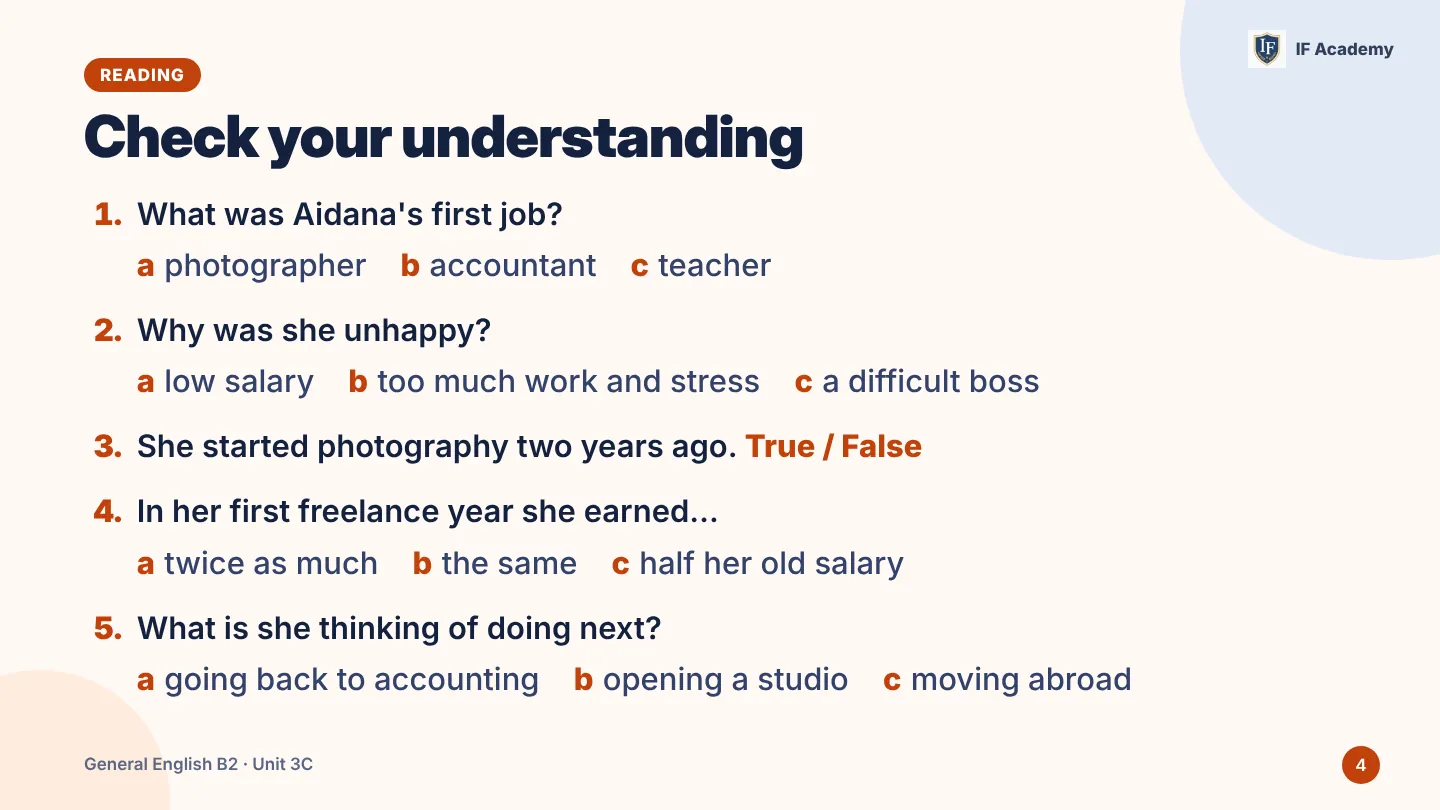 IF
IF Academy
READING
Check your understanding
1. What was Aidana's first job?
a photographer b accountant c teacher
2. Why was she unhappy?
a low salary b too much work and stress c a difficult boss
3. She started photography two years ago. True / False
4. In her first freelance year she earned…
a twice as much b the same c half her old salary
5. What is she thinking of doing next?
a going back to accounting b opening a studio c moving abroad
General English B2 · Unit 3C
4